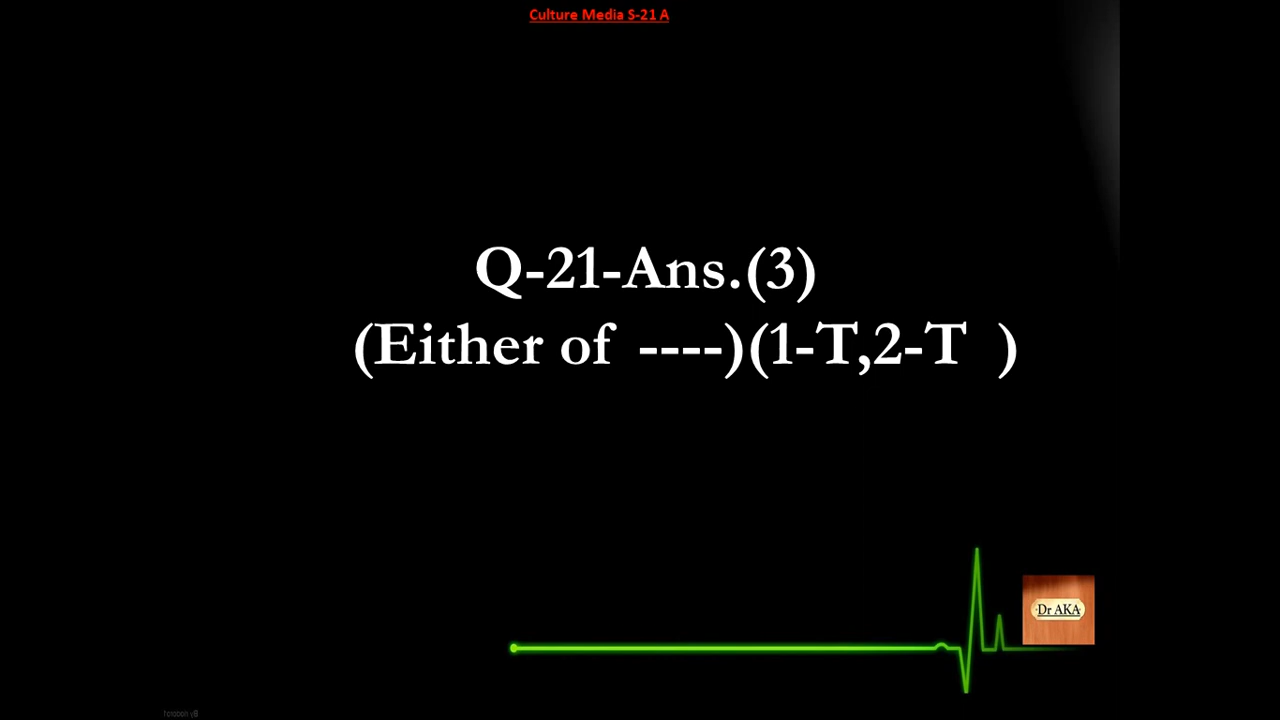 Culture Media S-21 A
Q-21-Ans.(3)
(Either of ----)(1-T,2-T )
Dr AKA